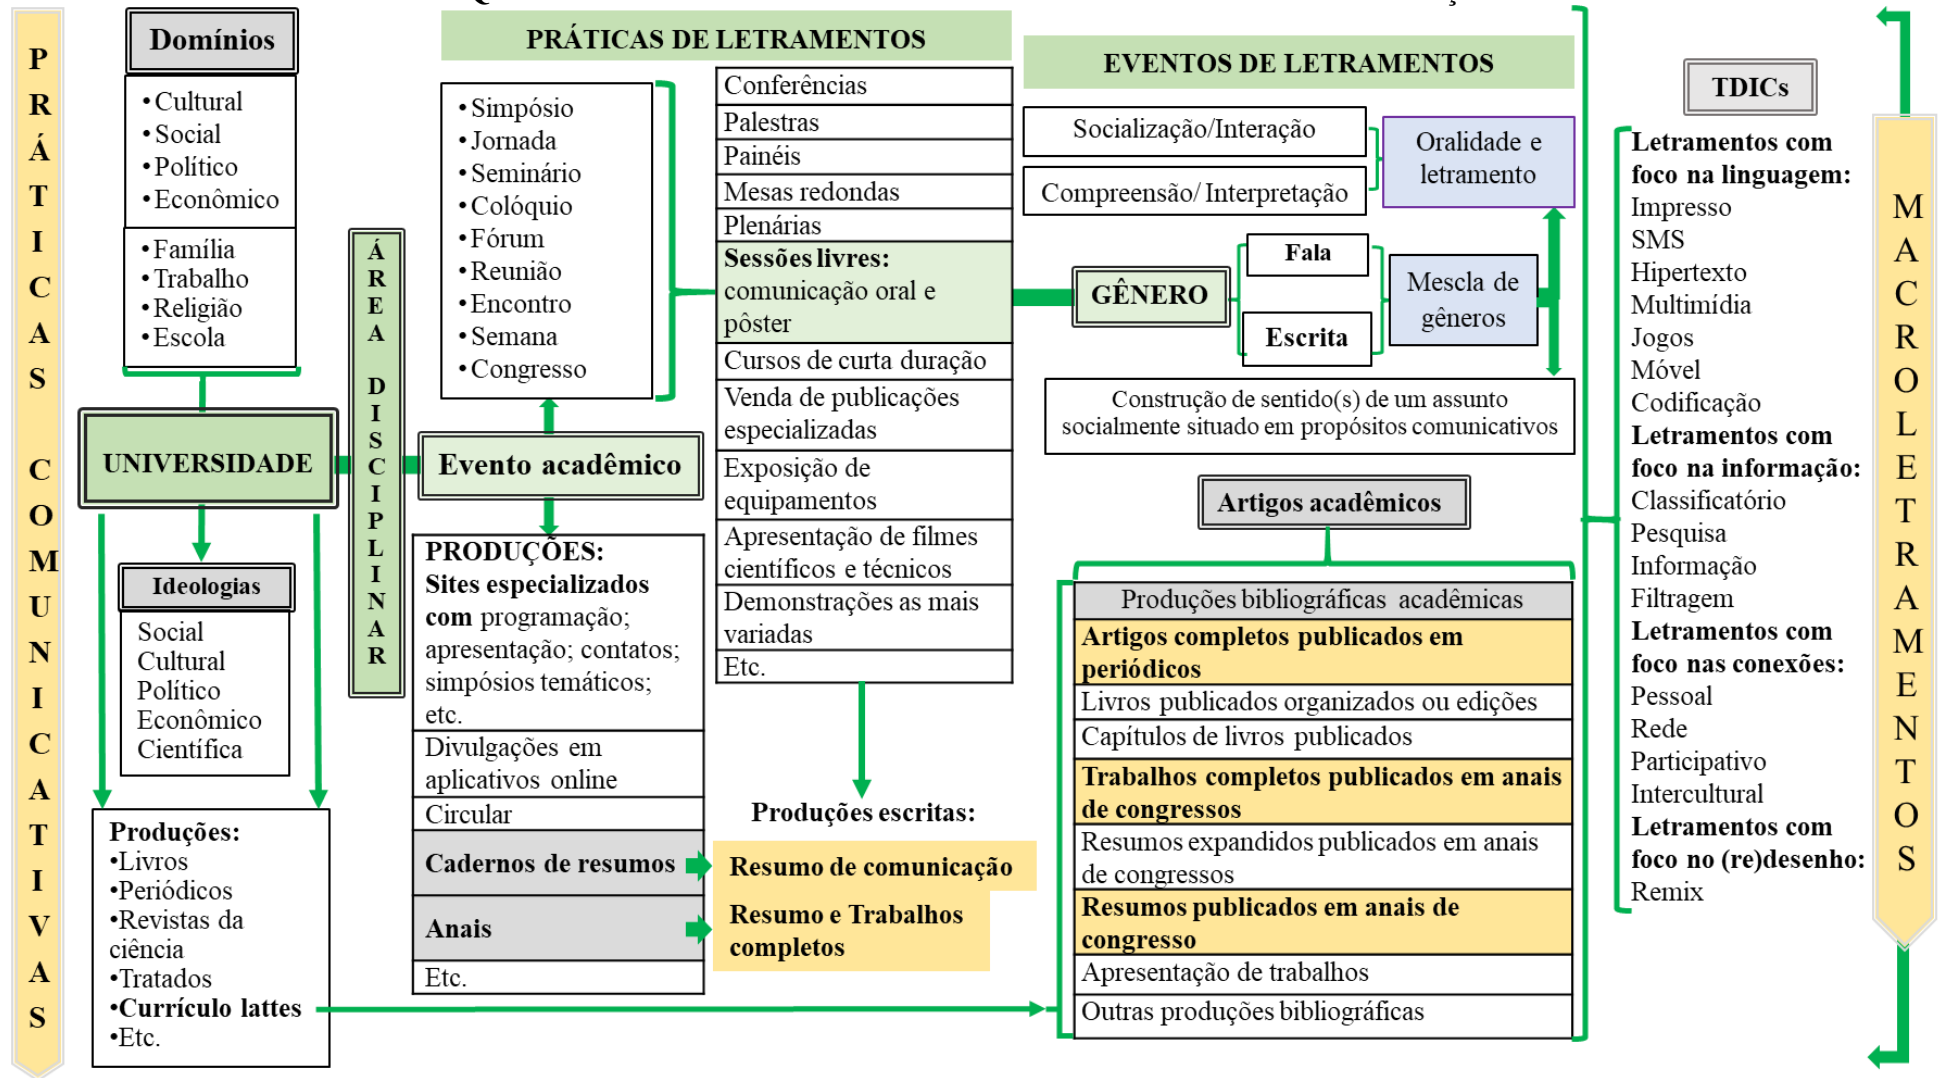 PRÁTICAS COMUNICATIVAS
Domínios
• Cultural
• Social
• Político
• Econômico
• Família
• Trabalho
• Religião
• Escola
UNIVERSIDADE
Ideologias
Social
Cultural
Político
Econômico
Científica
Produções:
•Livros
•Periódicos
•Revistas da
ciência
•Tratados
•Currículo lattes
•Etc.
ÁREA DISCIPLINAR
PRÁTICAS DE LETRAMENTOS
• Simpósio
• Jornada
• Seminário
• Colóquio
• Fórum
• Reunião
• Encontro
• Semana
• Congresso
Evento acadêmico
PRODUÇÕES:
Sites especializados
com programação;
apresentação; contatos;
simpósios temáticos;
etc.
Divulgações em
aplicativos online
Circular
Cadernos de resumos
Anais
Etc.
Conferências
Palestras
Painéis
Mesas redondas
Plenárias
Sessões livres:
comunicação oral e
pôster
Cursos de curta duração
Venda de publicações
especializadas
Exposição de
equipamentos
Apresentação de filmes
científicos e técnicos
Demonstrações as mais
variadas
Etc.
Produções escritas:
Resumo de comunicação
Resumo e Trabalhos
completos
EVENTOS DE LETRAMENTOS
Socialização/Interação
Compreensão/ Interpretação
Oralidade e
letramento
GÊNERO
Fala
Escrita
Mescla de
gêneros
Construção de sentido(s) de um assunto
socialmente situado em propósitos comunicativos
Artigos acadêmicos
Produções bibliográficas acadêmicas
Artigos completos publicados em
periódicos
Livros publicados organizados ou edições
Capítulos de livros publicados
Trabalhos completos publicados em anais
de congressos
Resumos expandidos publicados em anais
de congressos
Resumos publicados em anais de
congresso
Apresentação de trabalhos
Outras produções bibliográficas
TDICs
Letramentos com
foco na linguagem:
Impresso
SMS
Hipertexto
Multimídia
Jogos
Móvel
Codificação
Letramentos com
foco na informação:
Classificatório
Pesquisa
Informação
Filtragem
Letramentos com
foco nas conexões:
Pessoal
Rede
Participativo
Intercultural
Letramentos com
foco no (re)desenho:
Remix
MACROLETRAMENTOS